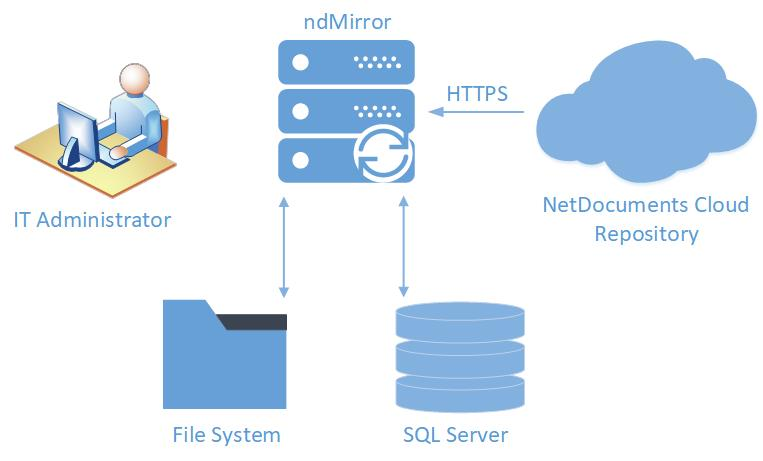 ndMirror
HTTPS
IT Administrator
NetDocuments Cloud
Repository
File System
SQL Server